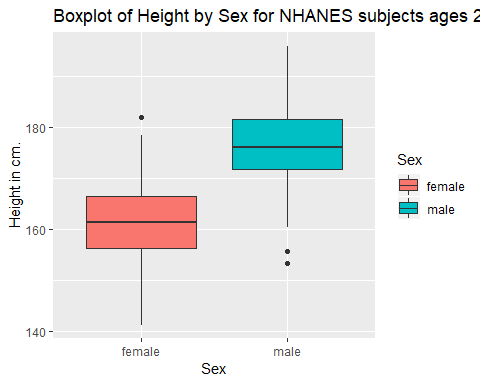 Boxplot of Height by Sex for NHANES subjects ages 2
Height in cm.
180
160
140
female
male
Sex
Sex
female
male